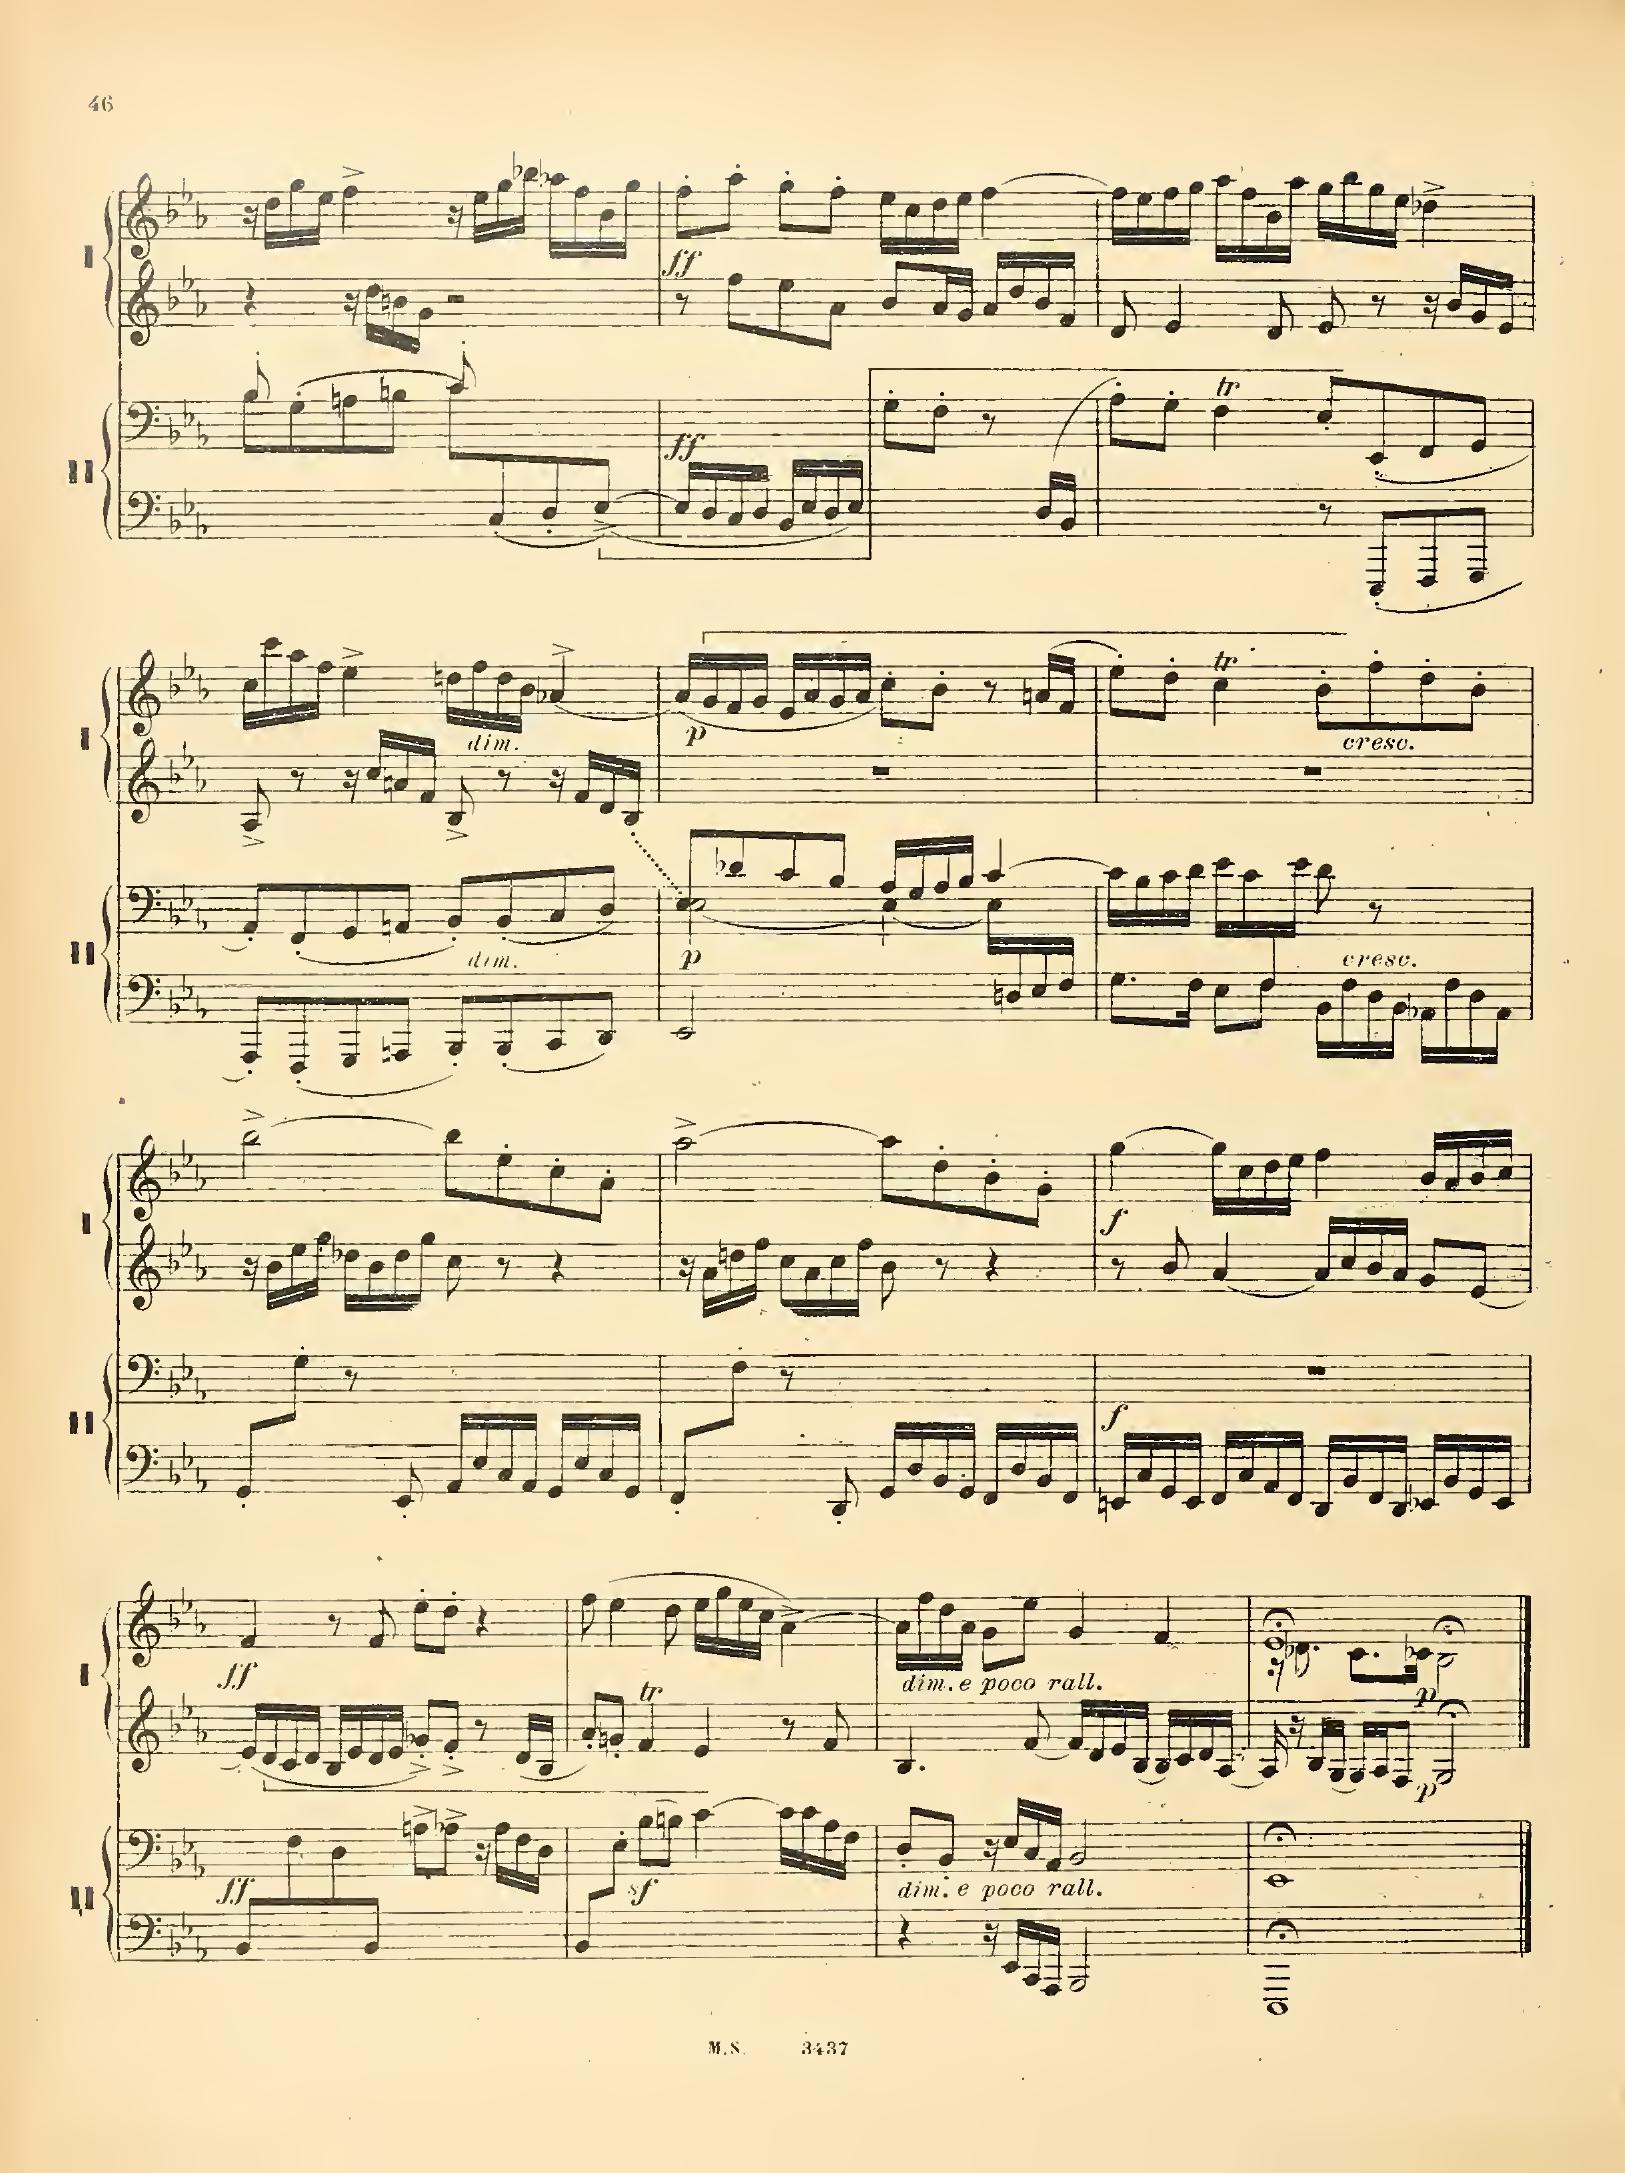 46
I
ff
ff
tr
II
I
dim.
p
tr
cresc.
II
dim.
p
cresc.
I
f
II
f
I
ff
dim. e poco rall.
p
tr
p
II
ff
sf
dim. e poco rall.
M.S. 3437